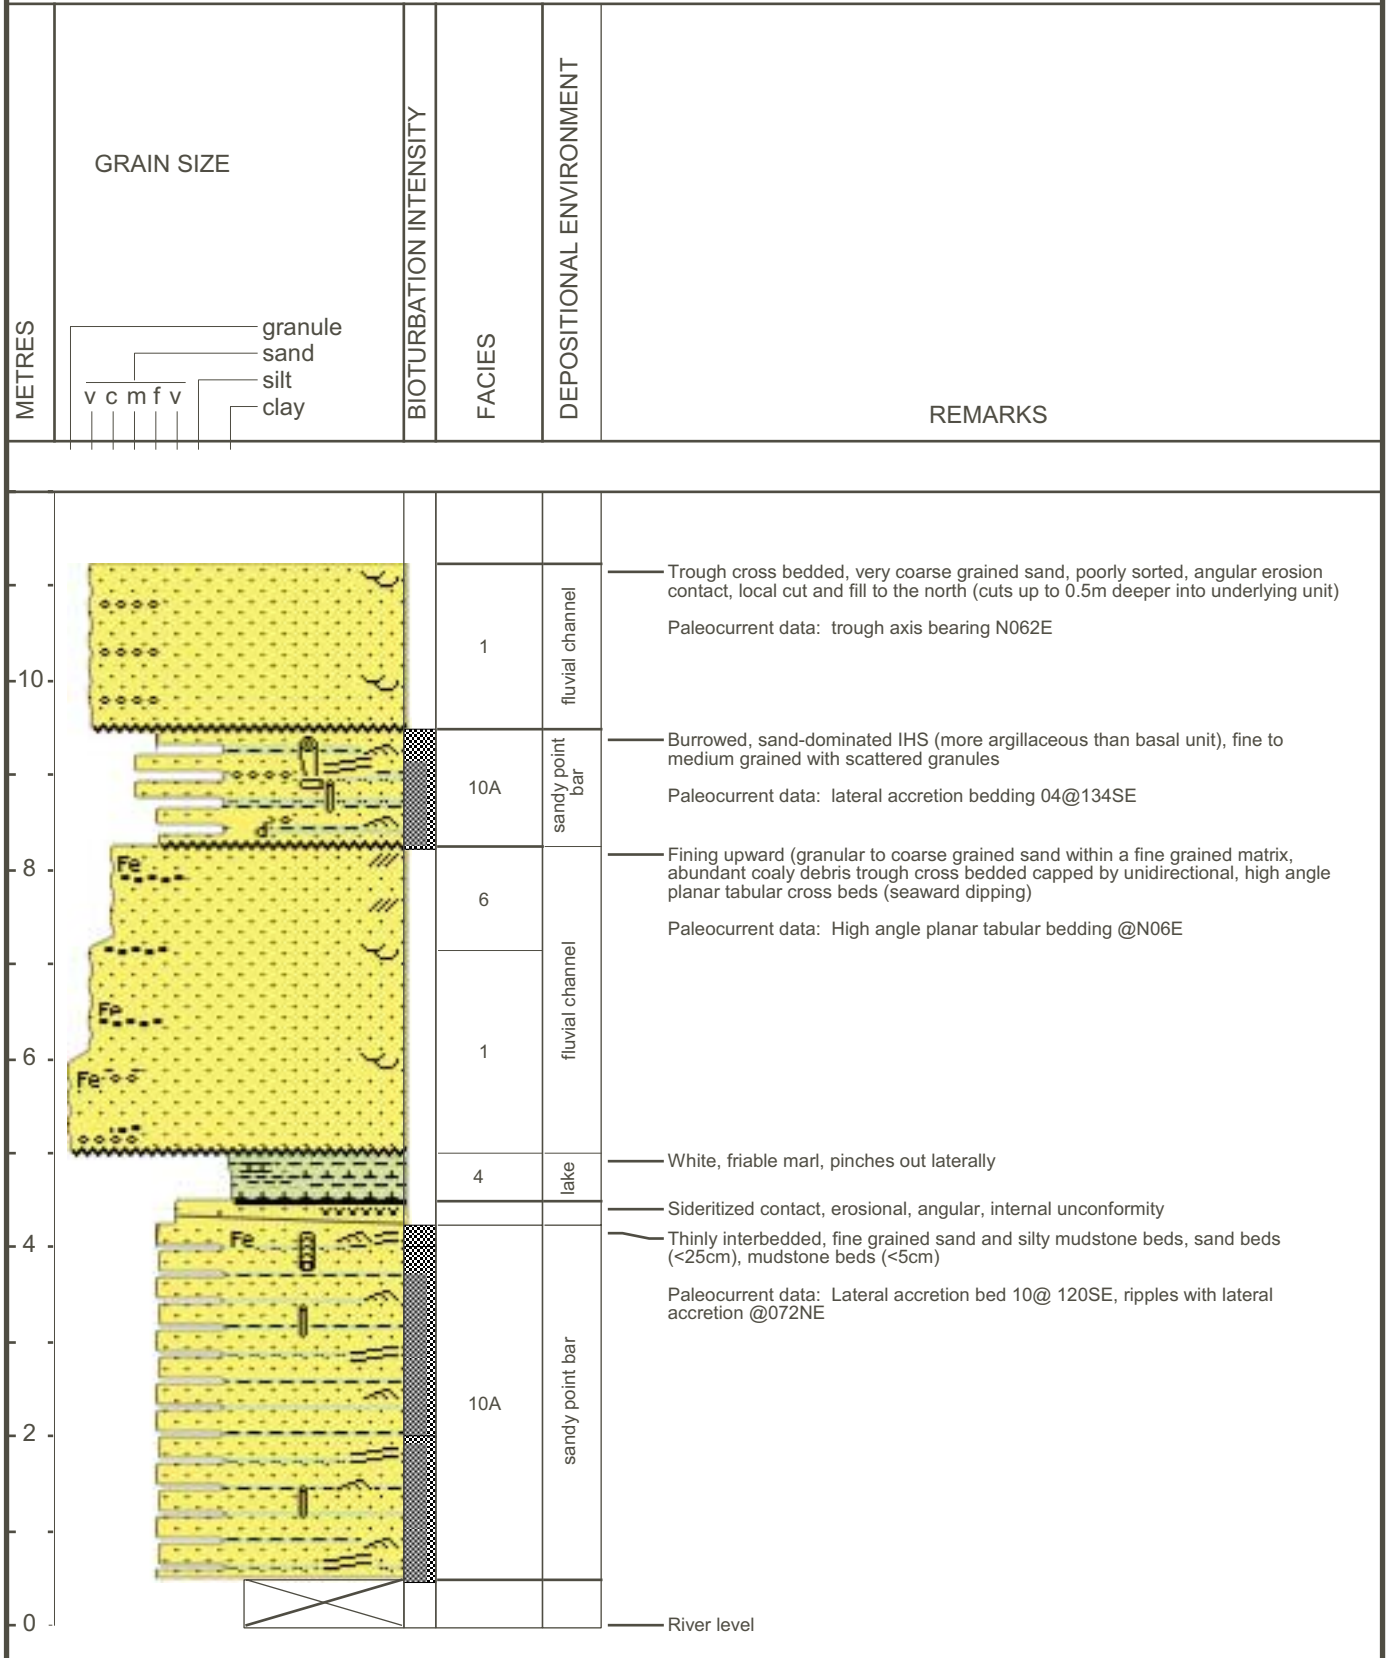 METRES
GRAIN SIZE
granule
sand
silt
clay
v c m f v
BIOTURBATION INTENSITY
FACIES
DEPOSITIONAL ENVIRONMENT
REMARKS
10
8
6
4
2
0
Fe
Fe
Fe
d
Fe
1
10A
6
1
4
10A
fluvial channel
sandy point
bar
fluvial channel
lake
sandy point bar
Trough cross bedded, very coarse grained sand, poorly sorted, angular erosion
contact, local cut and fill to the north (cuts up to 0.5m deeper into underlying unit)
Paleocurrent data: trough axis bearing N062E
Burrowed, sand-dominated IHS (more argillaceous than basal unit), fine to
medium grained with scattered granules
Paleocurrent data: lateral accretion bedding 04@134SE
Fining upward (granular to coarse grained sand within a fine grained matrix,
abundant coaly debris trough cross bedded capped by unidirectional, high angle
planar tabular cross beds (seaward dipping)
Paleocurrent data: High angle planar tabular bedding @N06E
White, friable marl, pinches out laterally
Sideritized contact, erosional, angular, internal unconformity
Thinly interbedded, fine grained sand and silty mudstone beds, sand beds
(<25cm), mudstone beds (<5cm)
Paleocurrent data: Lateral accretion bed 10@ 120SE, ripples with lateral
accretion @072NE
River level